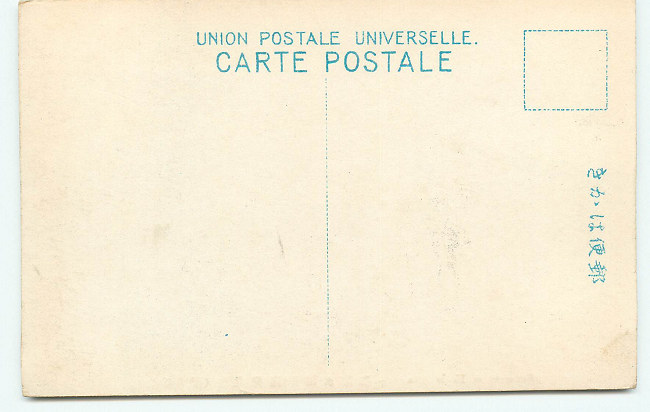 UNION POSTALE UNIVERSELLE.
CARTE POSTALE
郵便はかき